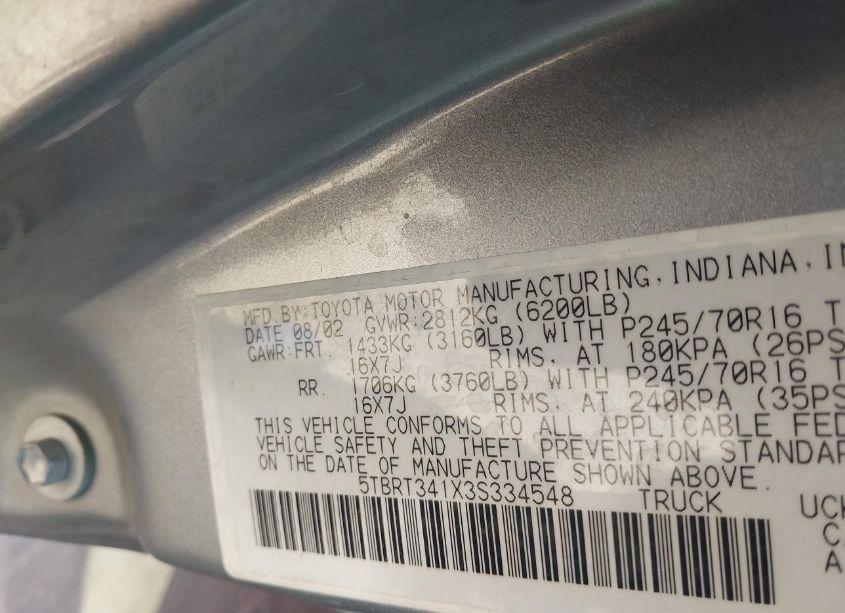 MFD.BY:TOYOTA MOTOR MANUFACTURING,INDIANA,
DATE 08/02 GVWR:2812KG (6200LB)
GAWR:FRT. 1433KG (3160LB) WITH P245/70R16
16X7J RIMS, AT 180KPA (26PS
RR. 1706KG (3760LB) WITH P245/70R16
16X7J RIMS, AT 240KPA (35PS
THIS VEHICLE CONFORMS TO ALL APPLICABLE FED
VEHICLE SAFETY AND THEFT PREVENTION STANDAR
ON THE DATE OF MANUFACTURE SHOWN ABOVE.
5TBRT341X3S334548 TRUCK
UCK
C
A